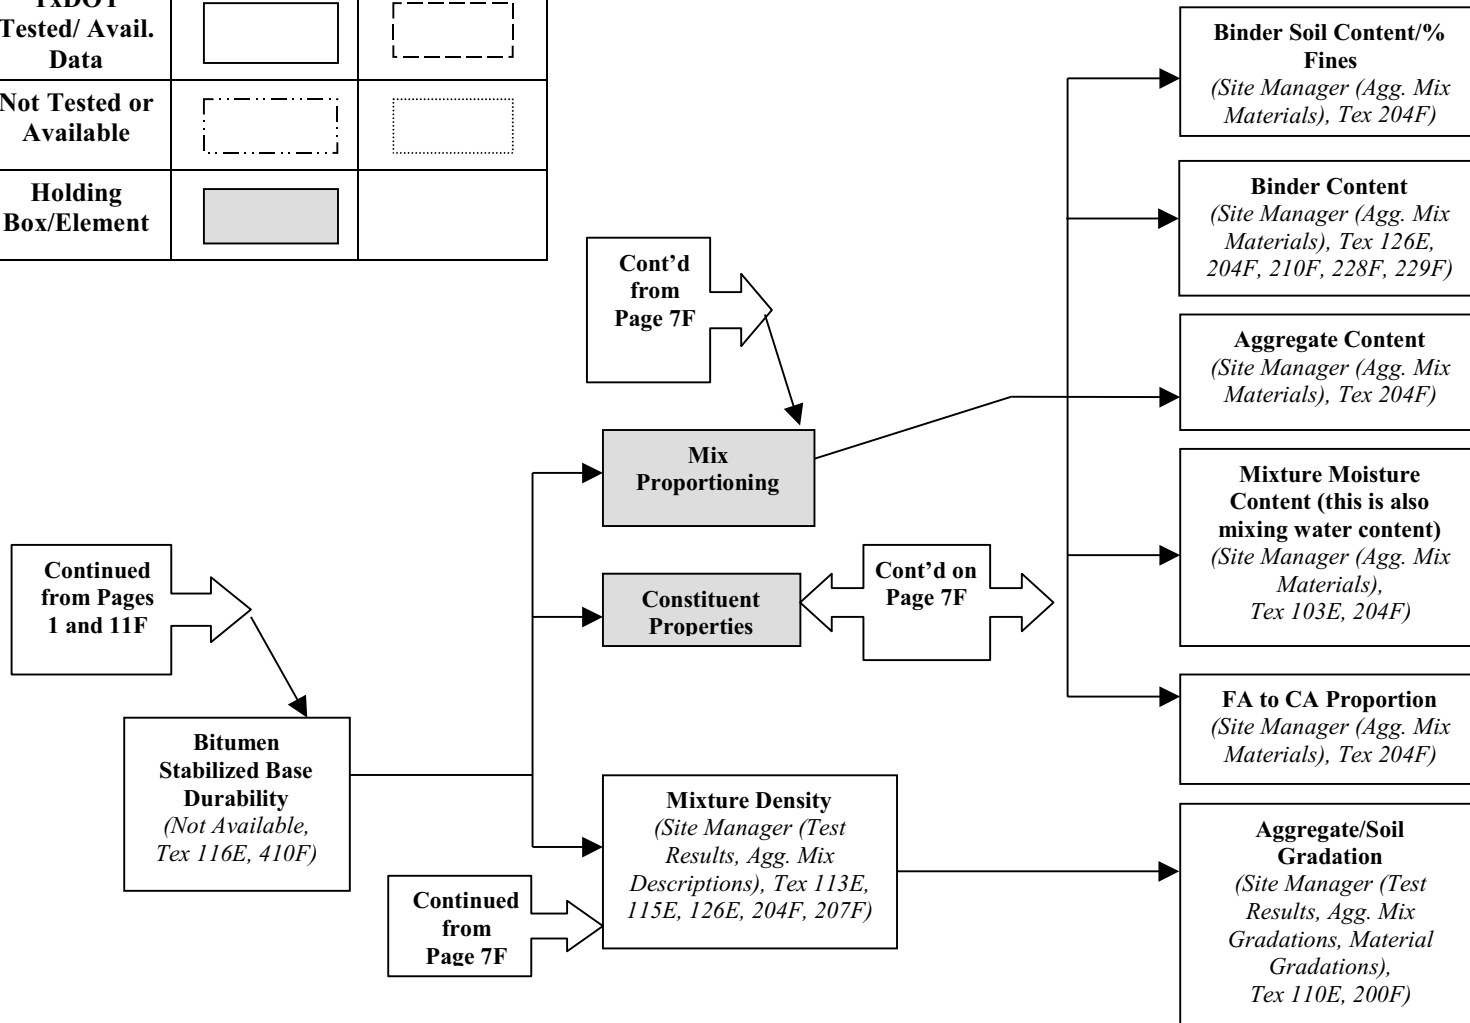 Tested/ Avail.
Data
Not Tested or
Available
Holding
Box/Element
Cont’d
from
Page 7F
Mix
Proportioning
Continued
from Pages
1 and 11F
Constituent
Properties
Cont’d on
Page 7F
Bitumen
Stabilized Base
Durability
(Not Available,
Tex 116E, 410F)
Mixture Density
(Site Manager (Test
Results, Agg. Mix
Descriptions), Tex 113E,
115E, 126E, 204F, 207F)
Continued
from
Page 7F
Binder Soil Content/%
Fines
(Site Manager (Agg. Mix
Materials), Tex 204F)
Binder Content
(Site Manager (Agg. Mix
Materials), Tex 126E,
204F, 210F, 228F, 229F)
Aggregate Content
(Site Manager (Agg. Mix
Materials), Tex 204F)
Mixture Moisture
Content (this is also
mixing water content)
(Site Manager (Agg. Mix
Materials),
Tex 103E, 204F)
FA to CA Proportion
(Site Manager (Agg. Mix
Materials), Tex 204F)
Aggregate/Soil
Gradation
(Site Manager (Test
Results, Agg. Mix
Gradations, Material
Gradations),
Tex 110E, 200F)